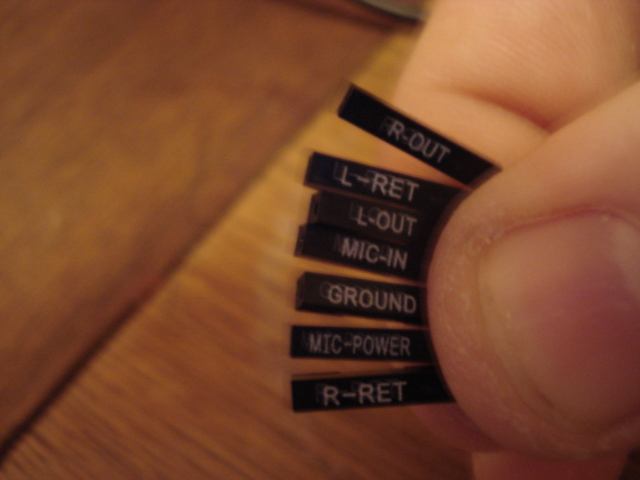 R-OUT
L-RET
L-OUT
MIC-IN
GROUND
MIC-POWER
R-RET